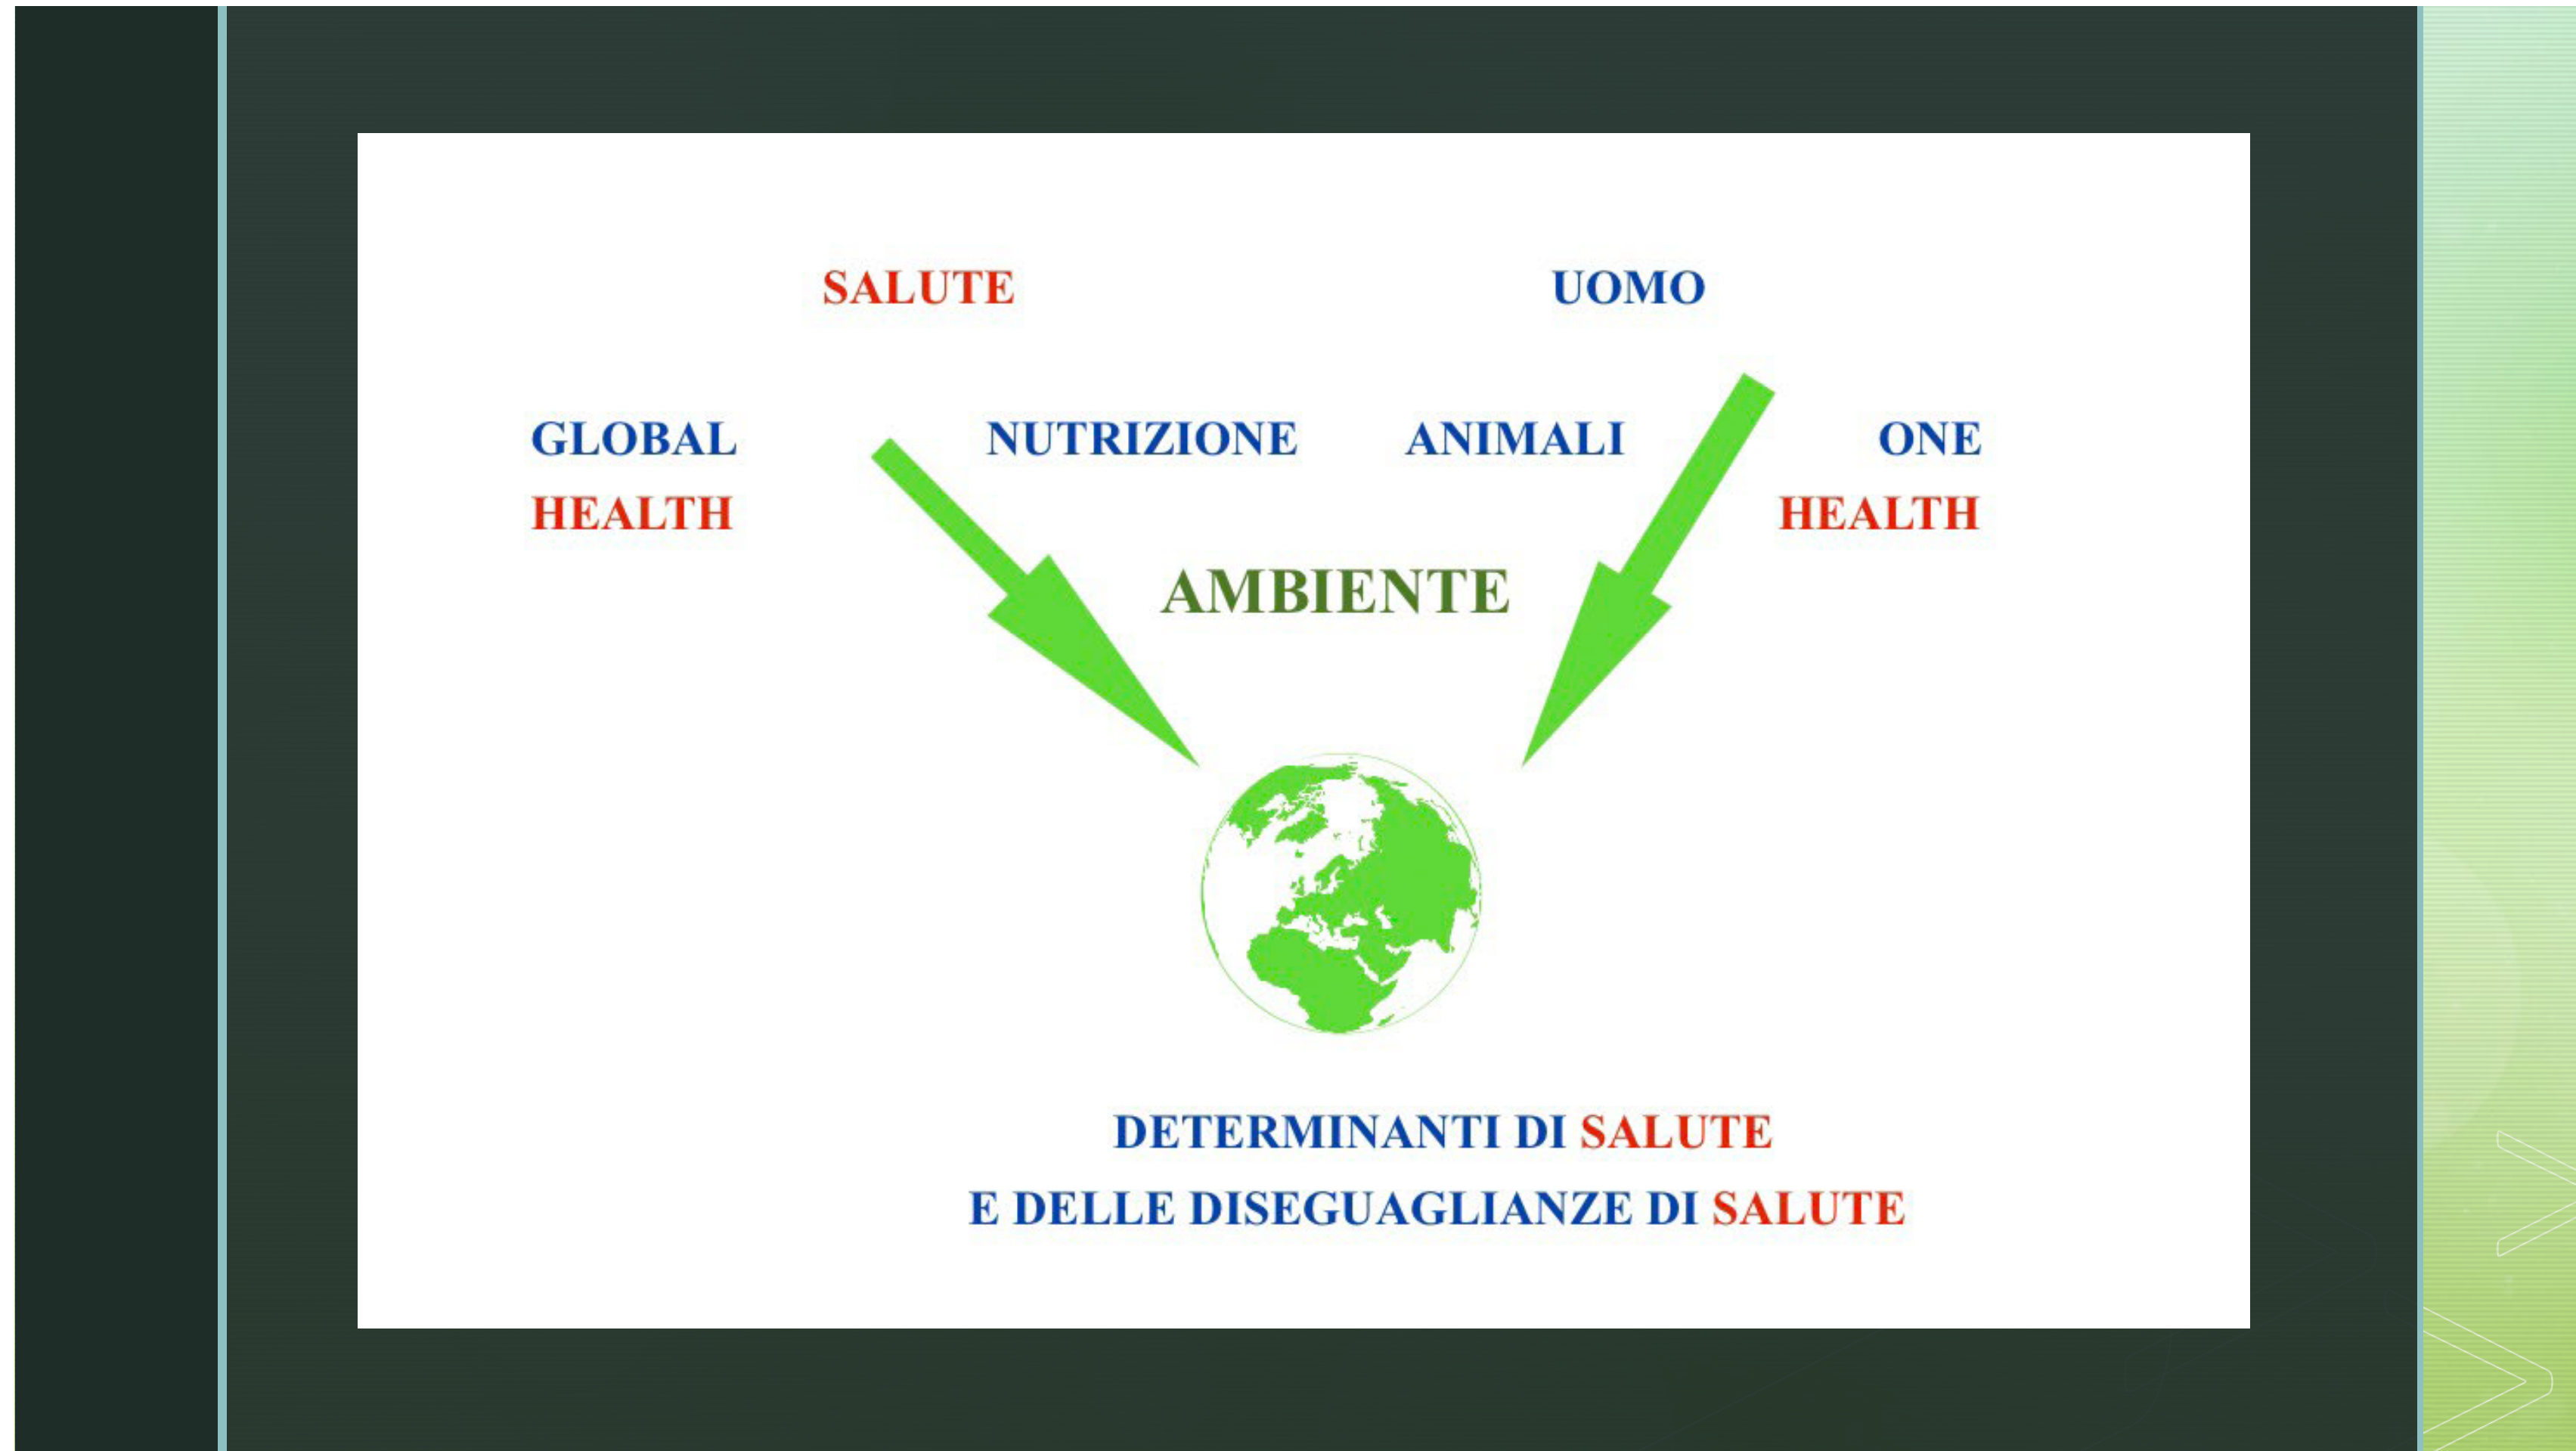 SALUTE UOMO
GLOBAL NUTRIZIONE ANIMALI ONE
HEALTH HEALTH
AMBIENTE
DETERMINANTI DI SALUTE
E DELLE DISEGUAGLIANZE DI SALUTE